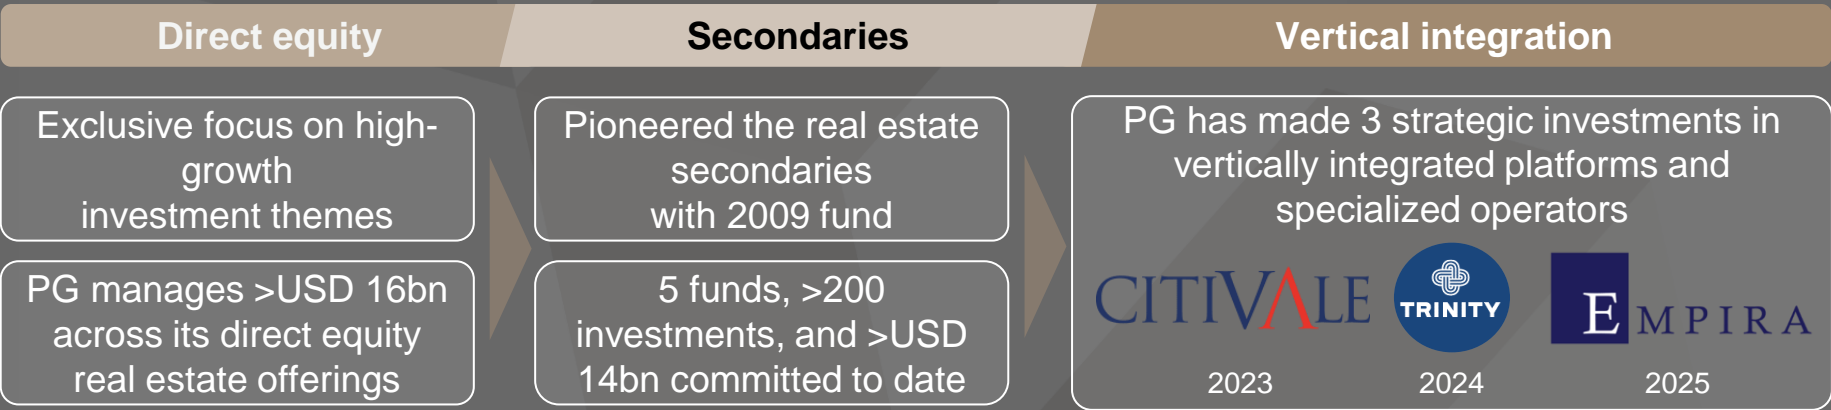 Direct equity
Secondaries
Vertical integration
Exclusive focus on high-
growth
investment themes
PG manages >USD 16bn
across its direct equity
real estate offerings
Pioneered the real estate
secondaries
with 2009 fund
5 funds, >200
investments, and >USD
14bn committed to date
PG has made 3 strategic investments in
vertically integrated platforms and
specialized operators
CITIVALE
TRINITY
EMPIRA
2023
2024
2025